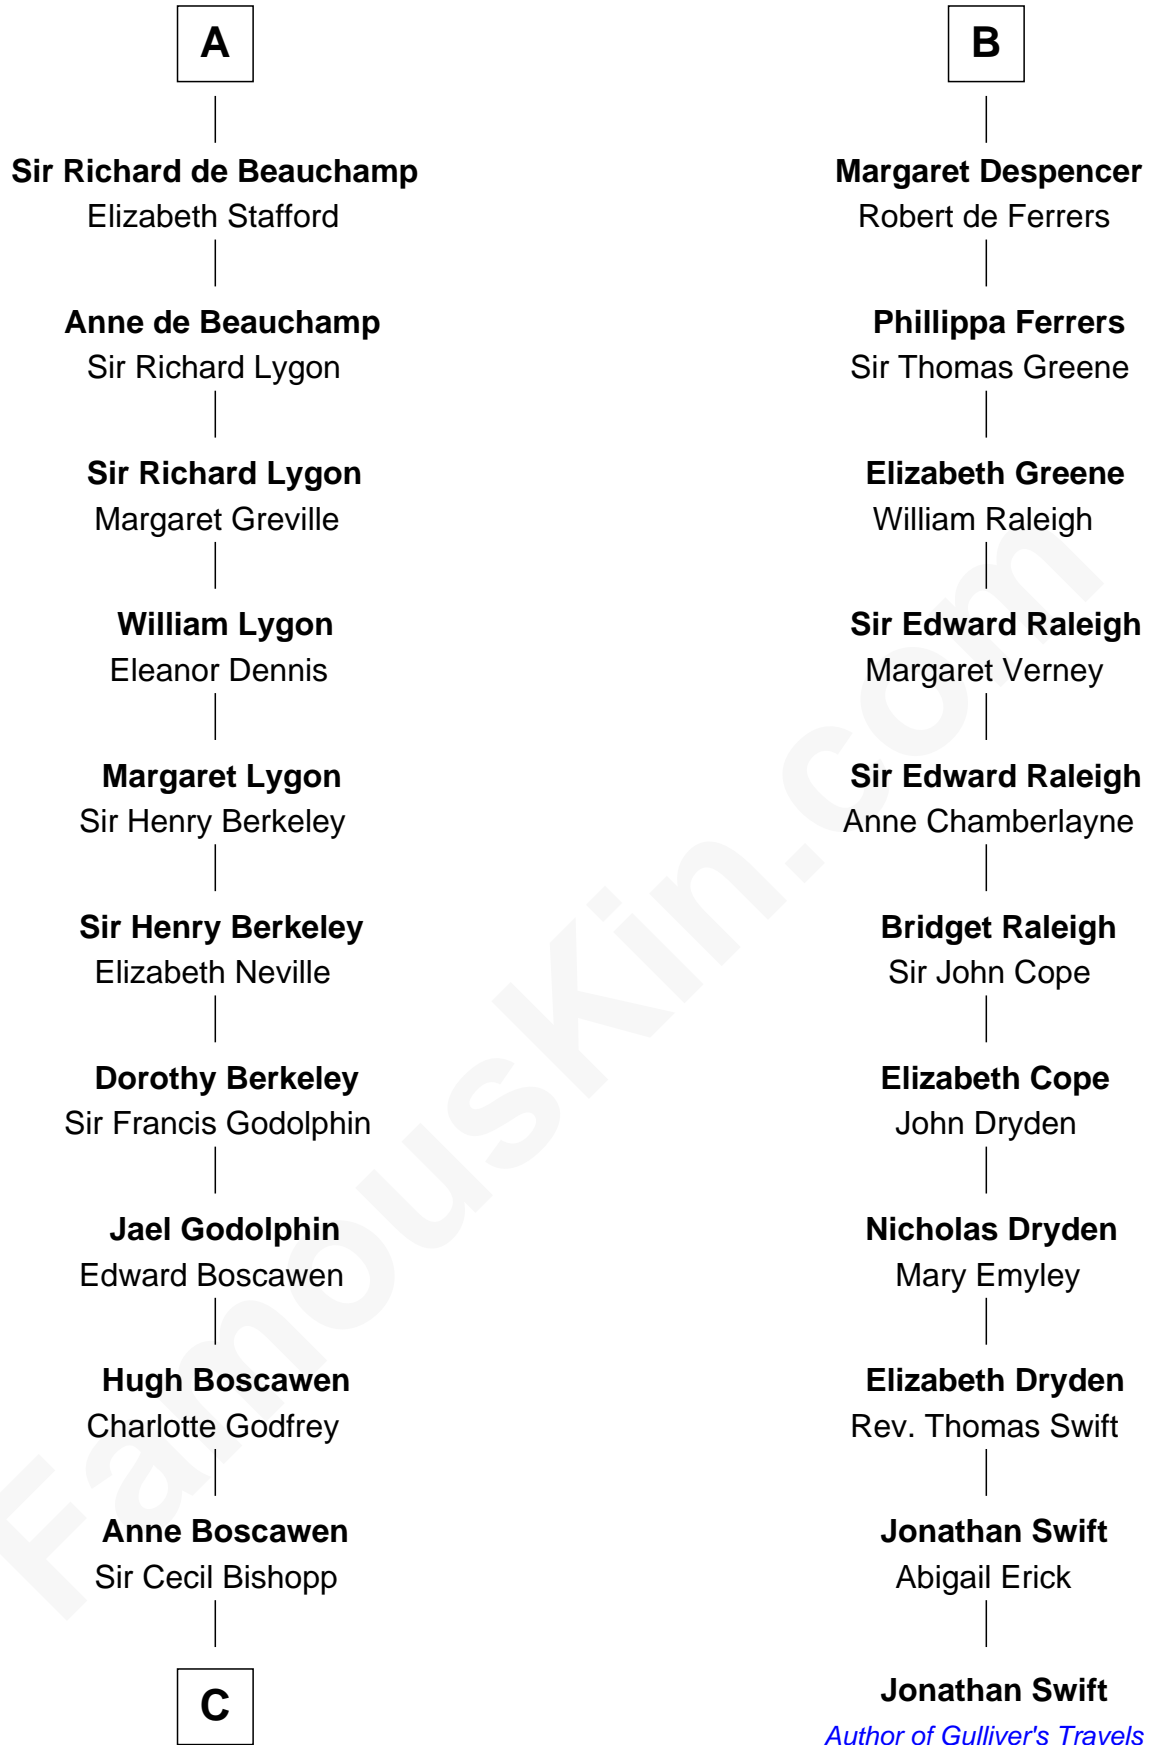 A
Sir Richard de Beauchamp
Elizabeth Stafford
Anne de Beauchamp
Sir Richard Lygon
Sir Richard Lygon
Margaret Greville
William Lygon
Eleanor Dennis
Margaret Lygon
Sir Henry Berkeley
Sir Henry Berkeley
Elizabeth Neville
Dorothy Berkeley
Sir Francis Godolphin
Jael Godolphin
Edward Boscawen
Hugh Boscawen
Charlotte Godfrey
Anne Boscawen
Sir Cecil Bishopp
C
B
Margaret Despencer
Robert de Ferrers
Phillippa Ferrers
Sir Thomas Greene
Elizabeth Greene
William Raleigh
Sir Edward Raleigh
Margaret Verney
Sir Edward Raleigh
Anne Chamberlayne
Bridget Raleigh
Sir John Cope
Elizabeth Cope
John Dryden
Nicholas Dryden
Mary Emyley
Elizabeth Dryden
Rev. Thomas Swift
Jonathan Swift
Abigail Erick
Jonathan Swift
Author of Gulliver's Travels
FamousKin.com